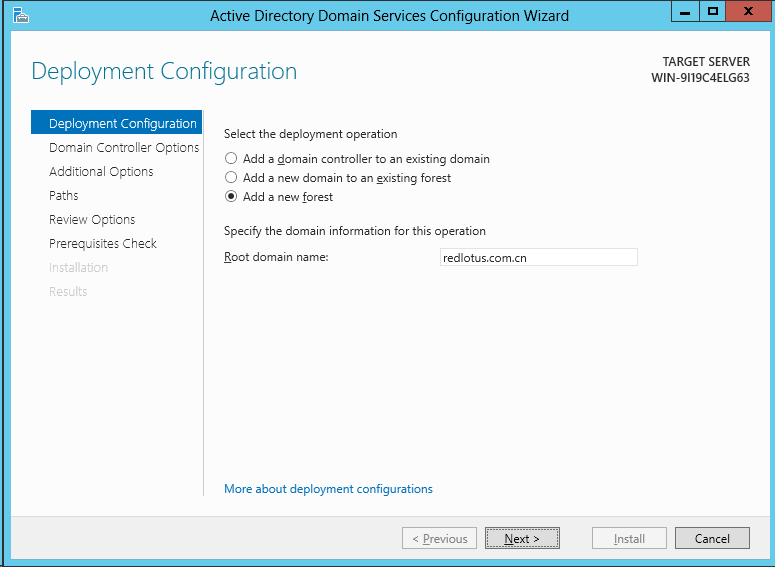 Active Directory Domain Services Configuration Wizard
Deployment Configuration
TARGET SERVER
WIN-9I19C4ELG63
Deployment Configuration
Domain Controller Options
Additional Options
Paths
Review Options
Prerequisites Check
Installation
Results
Select the deployment operation
Add a domain controller to an existing domain
Add a new domain to an existing forest
Add a new forest
Specify the domain information for this operation
Root domain name: redlotus.com.cn
More about deployment configurations
< Previous Next > Install Cancel